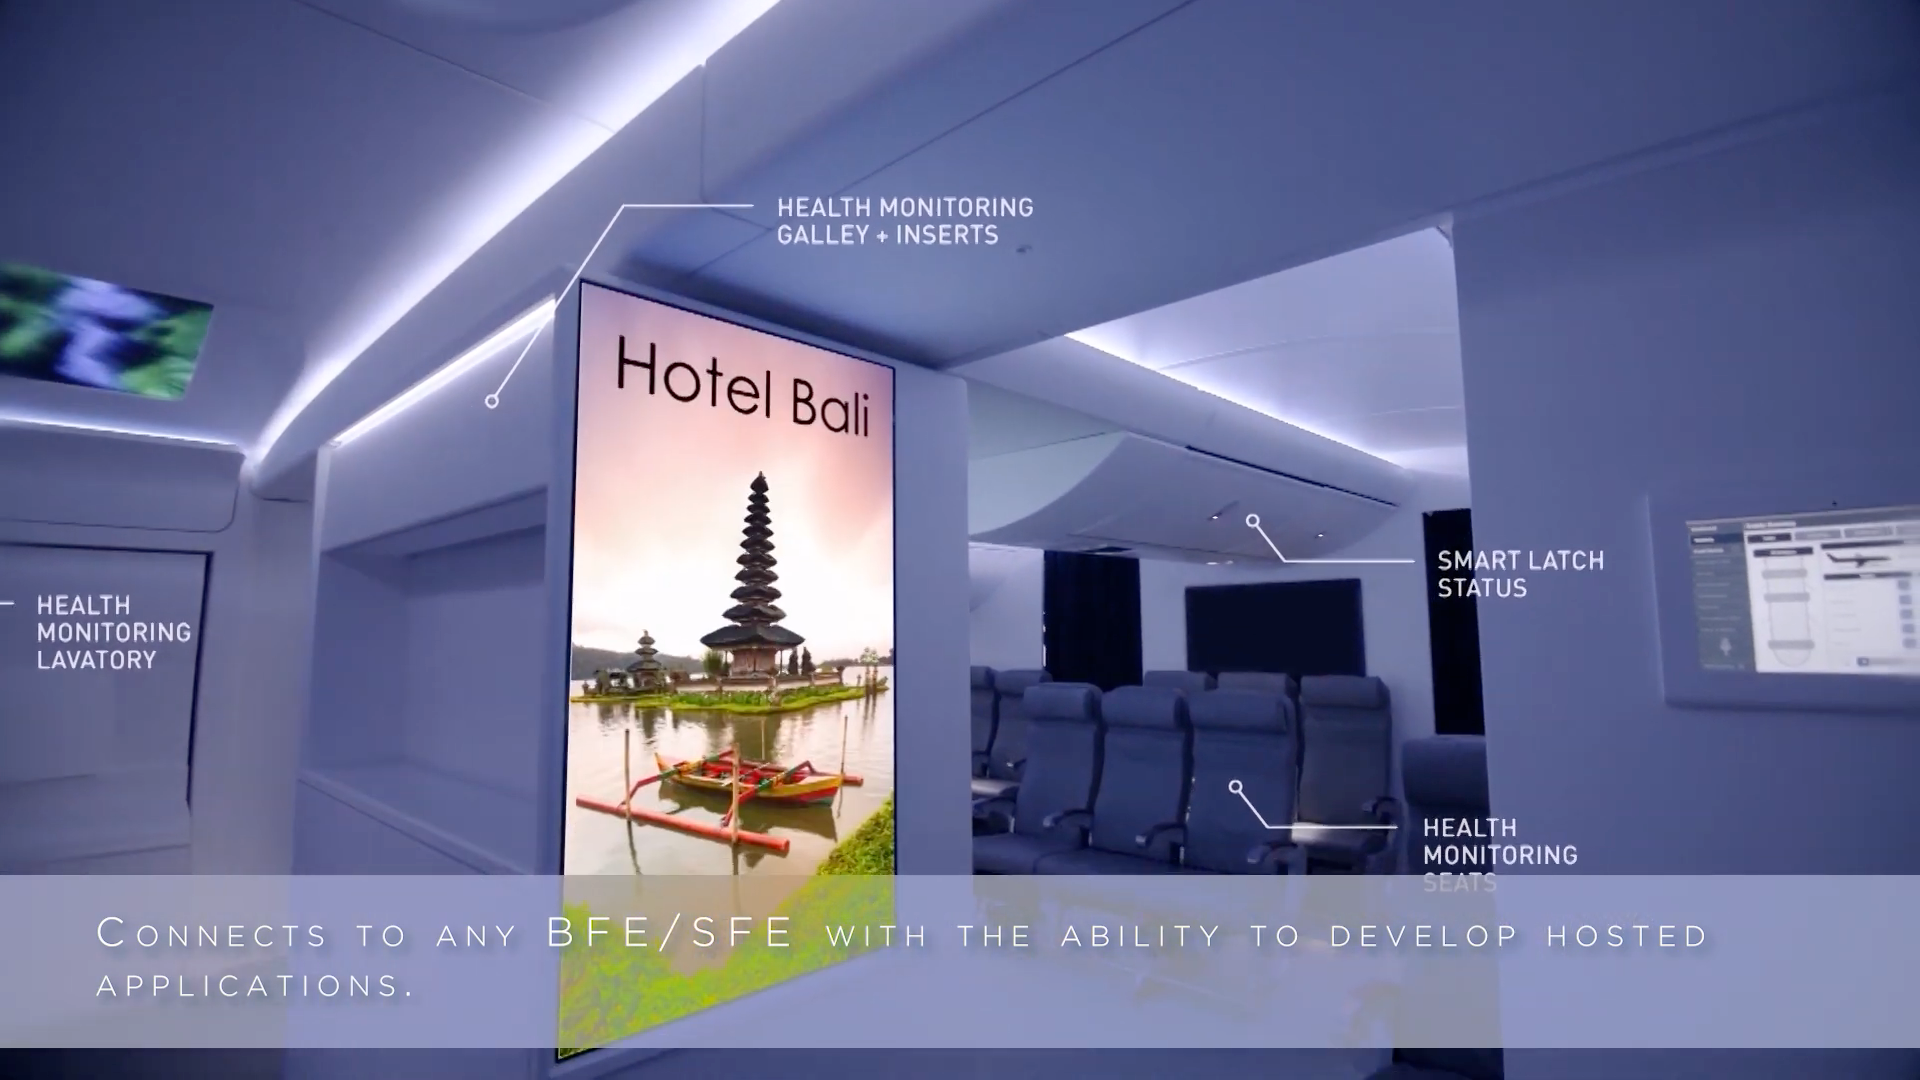 HEALTH MONITORING
GALLEY + INSERTS
Hotel Bali
SMART LATCH
STATUS
HEALTH
MONITORING
LAVATORY
HEALTH
MONITORING
SEATS
CONNECTS TO ANY BFE/SFE WITH THE ABILITY TO DEVELOP HOSTED
APPLICATIONS.